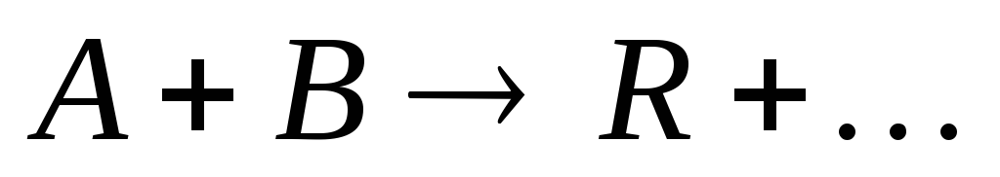 A + B → R + ...